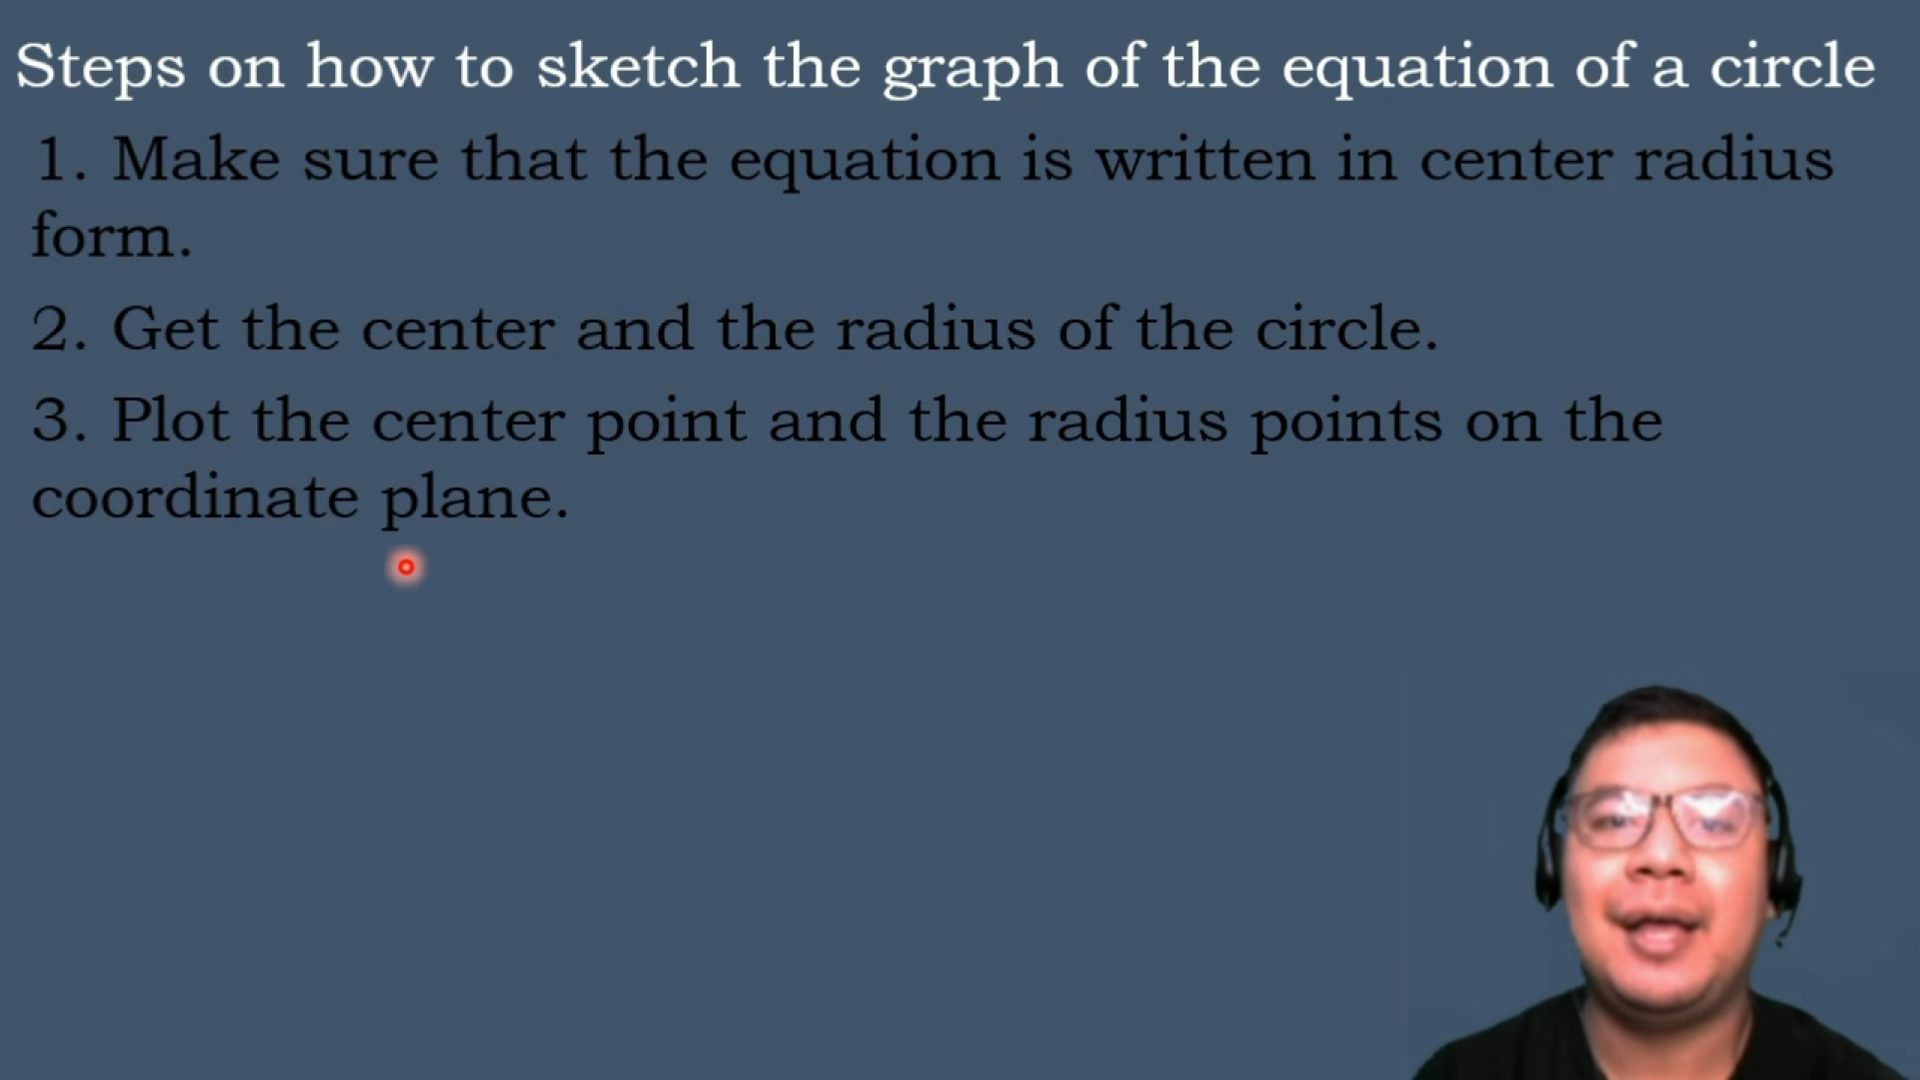 Steps on how to sketch the graph of the equation of a circle
1. Make sure that the equation is written in center radius
form.
2. Get the center and the radius of the circle.
3. Plot the center point and the radius points on the
coordinate plane.